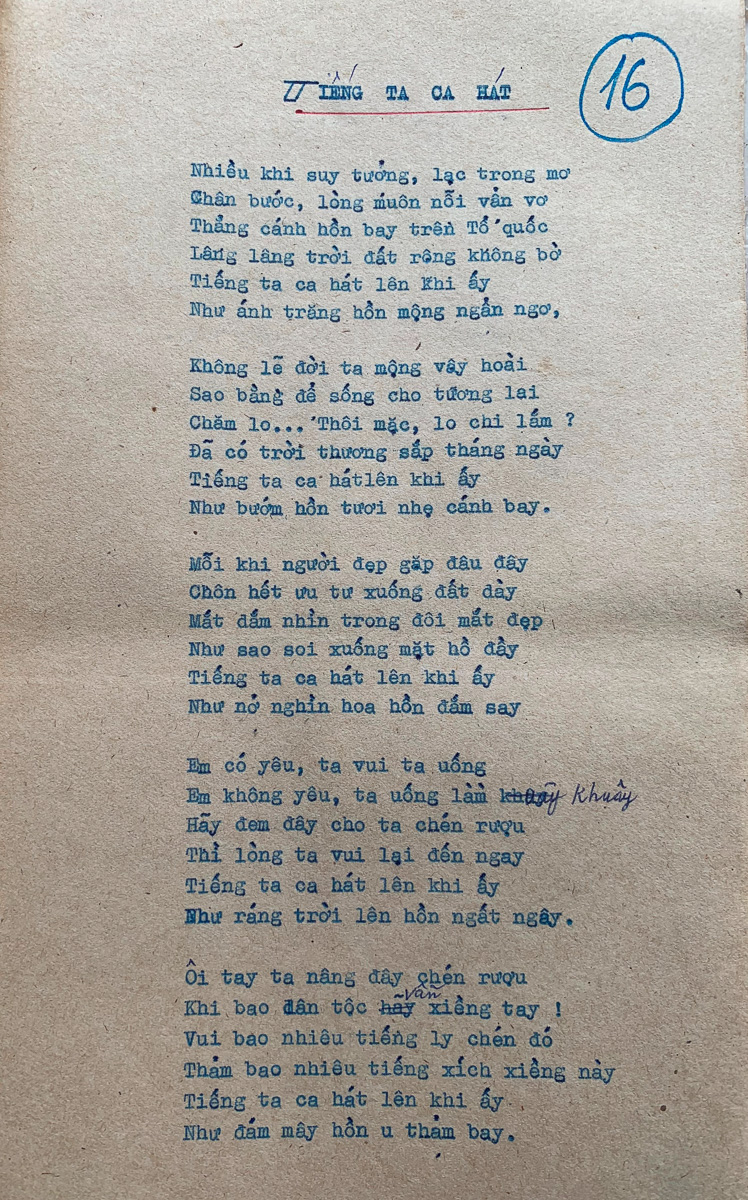 TIẾNG TA CA HÁT
16
Nhiều khi suy tưởng, lạc trong mơ
Chân bước, lòng muôn nỗi vẩn vơ
Thẳng cánh hồn bay trên Tổ quốc
Lâng lâng trời đất rộng không bờ
Tiếng ta ca hát lên khi ấy
Như ánh trăng hồn mộng ngẩn ngơ,
Không lẽ đời ta mộng vậy hoài
Sao bằng để sống cho tương lai
Chăm lo... Thôi mặc, lo chi lắm ?
Đã có trời thương sắp tháng ngày
Tiếng ta ca hát lên khi ấy
Như bướm hồn tươi nhẹ cánh bay.
Mỗi khi người đẹp gặp đâu đây
Chôn hết ưu tư xuống đất dày
Mắt đắm nhìn trong đôi mắt đẹp
Như sao soi xuống mặt hồ đầy
Tiếng ta ca hát lên khi ấy
Như nở nghìn hoa hồn đắm say
Em có yêu, ta vui ta uống
Em không yêu, ta uống làm Khuây
Hãy đem đây cho ta chén rượu
Thì lòng ta vui lại đến ngay
Tiếng ta ca hát lên khi ấy
Như ráng trời lên hồn ngất ngây.
Ôi tay ta nâng đây chén rượu
Khi bao dân tộc hãy vẫn xiềng tay !
Vui bao nhiêu tiếng ly chén đó
Thảm bao nhiêu tiếng xích xiềng này
Tiếng ta ca hát lên khi ấy
Như đám mây hồn u thảm bay.